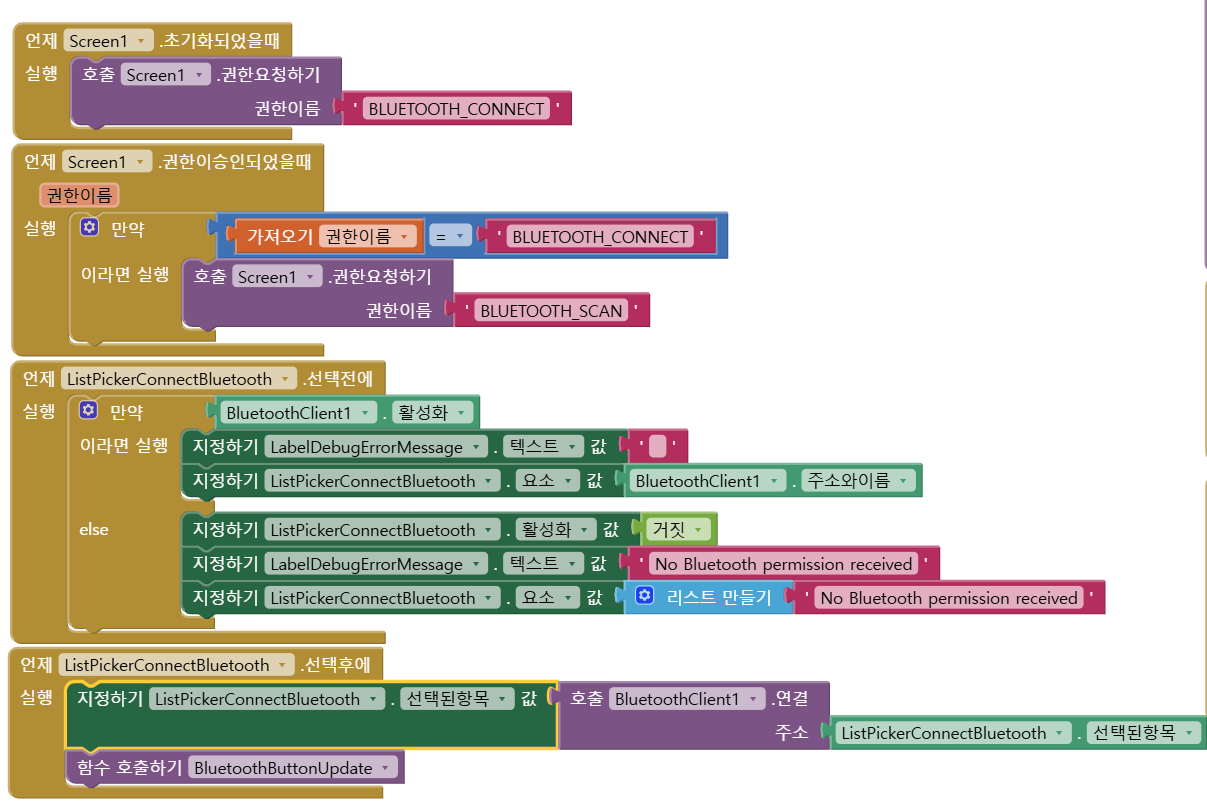 언제 Screen1 .초기화되었을때
실행 호출 Screen1 .권한요청하기
권한이름 ' BLUETOOTH_CONNECT '
언제 Screen1 .권한이승인되었을때
권한이름
실행 만약 가져오기 권한이름 = ' BLUETOOTH_CONNECT '
이라면 실행 호출 Screen1 .권한요청하기
권한이름 ' BLUETOOTH_SCAN '
언제 ListPickerConnectBluetooth .선택전에
실행 만약 BluetoothClient1 . 활성화
이라면 실행 지정하기 LabelDebugErrorMessage . 텍스트 값 ' '
지정하기 ListPickerConnectBluetooth . 요소 값 BluetoothClient1 . 주소와이름
else 지정하기 ListPickerConnectBluetooth . 활성화 값 거짓
지정하기 LabelDebugErrorMessage . 텍스트 값 ' No Bluetooth permission received '
지정하기 ListPickerConnectBluetooth . 요소 값 리스트 만들기 ' No Bluetooth permission received '
언제 ListPickerConnectBluetooth .선택후에
실행 지정하기 ListPickerConnectBluetooth . 선택된항목 값 호출 BluetoothClient1 .연결
주소 ListPickerConnectBluetooth . 선택된항목
함수 호출하기 BluetoothButtonUpdate